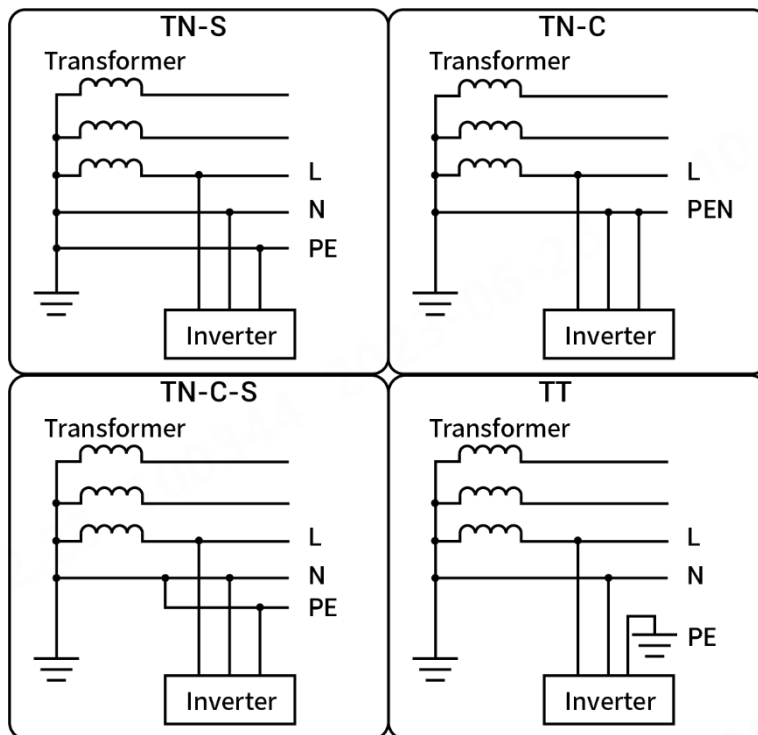 TN-S
Transformer
L
N
PE
Inverter
TN-C
Transformer
L
PEN
Inverter
TN-C-S
Transformer
L
N
PE
Inverter
TT
Transformer
L
N
PE
Inverter